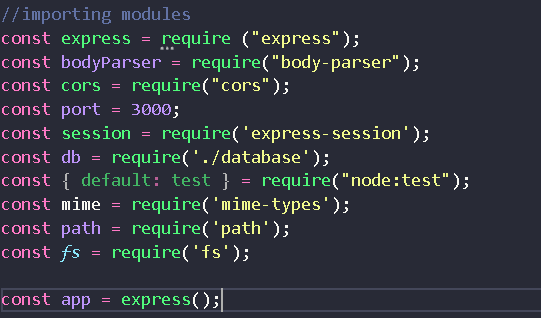 //importing modules
const express = require ("express");
const bodyParser = require("body-parser");
const cors = require("cors");
const port = 3000;
const session = require('express-session');
const db = require('./database');
const { default: test } = require("node:test");
const mime = require('mime-types');
const path = require('path');
const fs = require('fs');
const app = express();